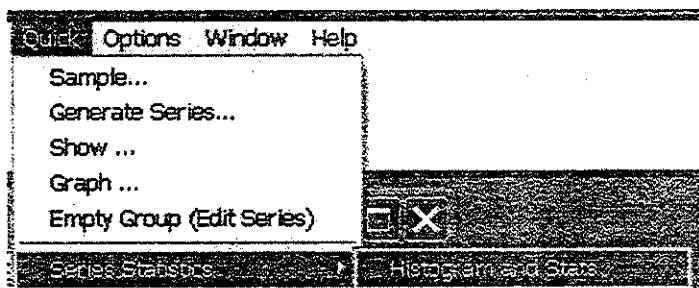 Quick Options Window Help
Sample...
Generate Series...
Show ...
Graph ...
Empty Group (Edit Series)
Series Statistics Histogram and Stats